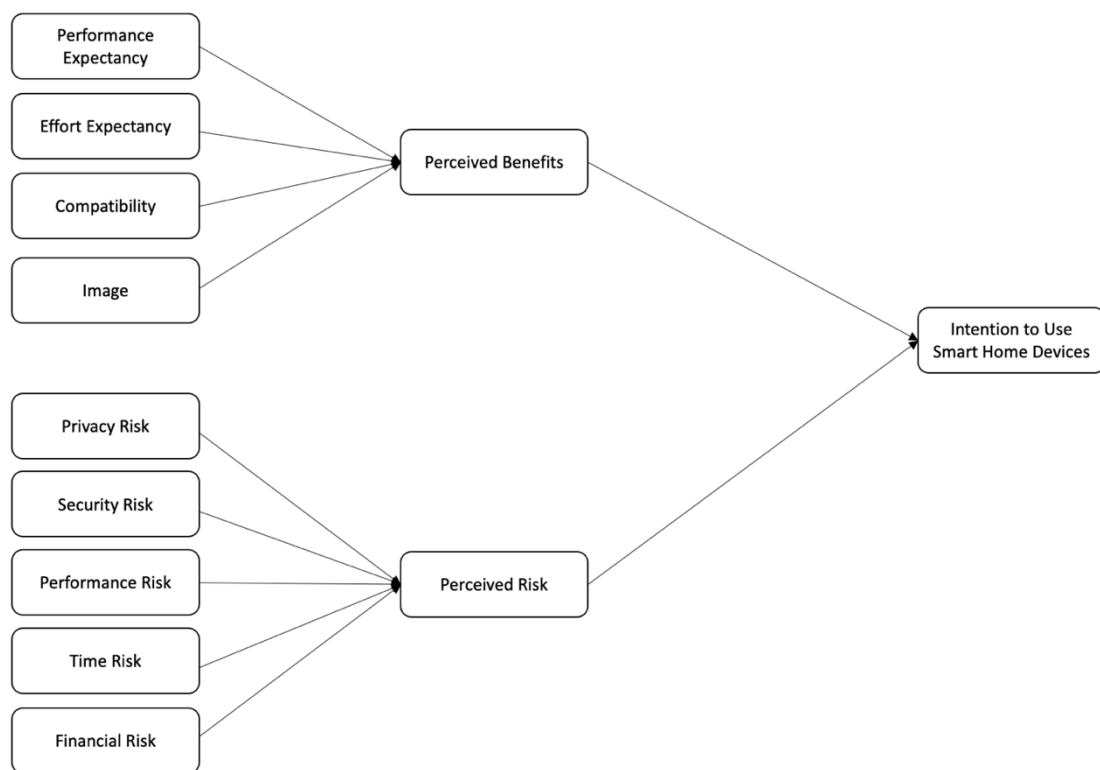 Performance
Expectancy
Effort Expectancy
Compatibility
Image
Perceived Benefits
Intention to Use
Smart Home Devices
Privacy Risk
Security Risk
Performance Risk
Time Risk
Financial Risk
Perceived Risk